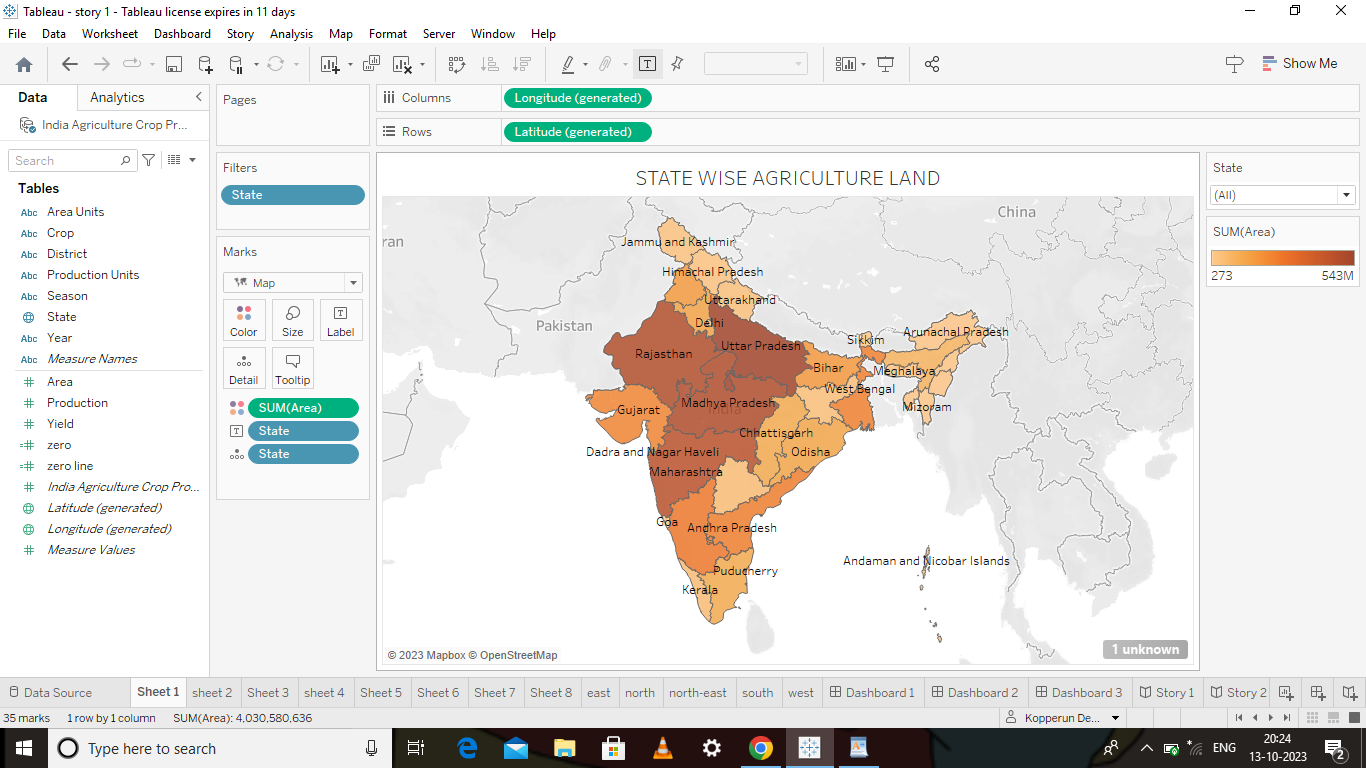 Tableau - story 1 - Tableau license expires in 11 days
File Data Worksheet Dashboard Story Analysis Map Format Server Window Help
Show Me
Data Analytics
India Agriculture Crop Pr...
Search
Tables
Abc Area Units
Abc Crop
Abc District
Abc Production Units
Abc Season
State
Abc Year
Abc Measure Names
Area
Production
Yield
zero
zero line
India Agriculture Crop Pro...
Latitude (generated)
Longitude (generated)
Measure Values
Pages
Filters
State
Marks
Map
Color Size Label
Detail Tooltip
SUM(Area)
State
State
Columns Longitude (generated)
Rows Latitude (generated)
STATE WISE AGRICULTURE LAND
China
ran
Jammu and Kashmir
Himachal Pradesh
Uttarakhand
Pakistan
Delhi
Arunachal Pradesh
Sikkim
Uttar Pradesh
Rajasthan
Bihar
Meghalaya
West Bengal
Madhya Pradesh
India
Gujarat
Mizoram
Chhattisgarh
Dadra and Nagar Haveli
Odisha
Maharashtra
Goa
Andhra Pradesh
Andaman and Nicobar Islands
Puducherry
Kerala
© 2023 Mapbox © OpenStreetMap
1 unknown
State
(All)
SUM(Area)
273 543M
Data Source Sheet 1 sheet 2 Sheet 3 sheet 4 Sheet 5 Sheet 6 Sheet 7 Sheet 8 east north north-east south west Dashboard 1 Dashboard 2 Dashboard 3 Story 1 Story 2
35 marks 1 row by 1 column SUM(Area): 4,030,580,636
Kopperun De...
Type here to search
ENG
20:24
13-10-2023
2